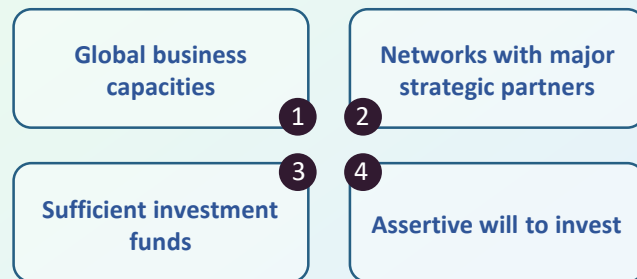 Global business
capacities
1
Networks with major
strategic partners
2
3
Sufficient investment
funds
4
Assertive will to invest